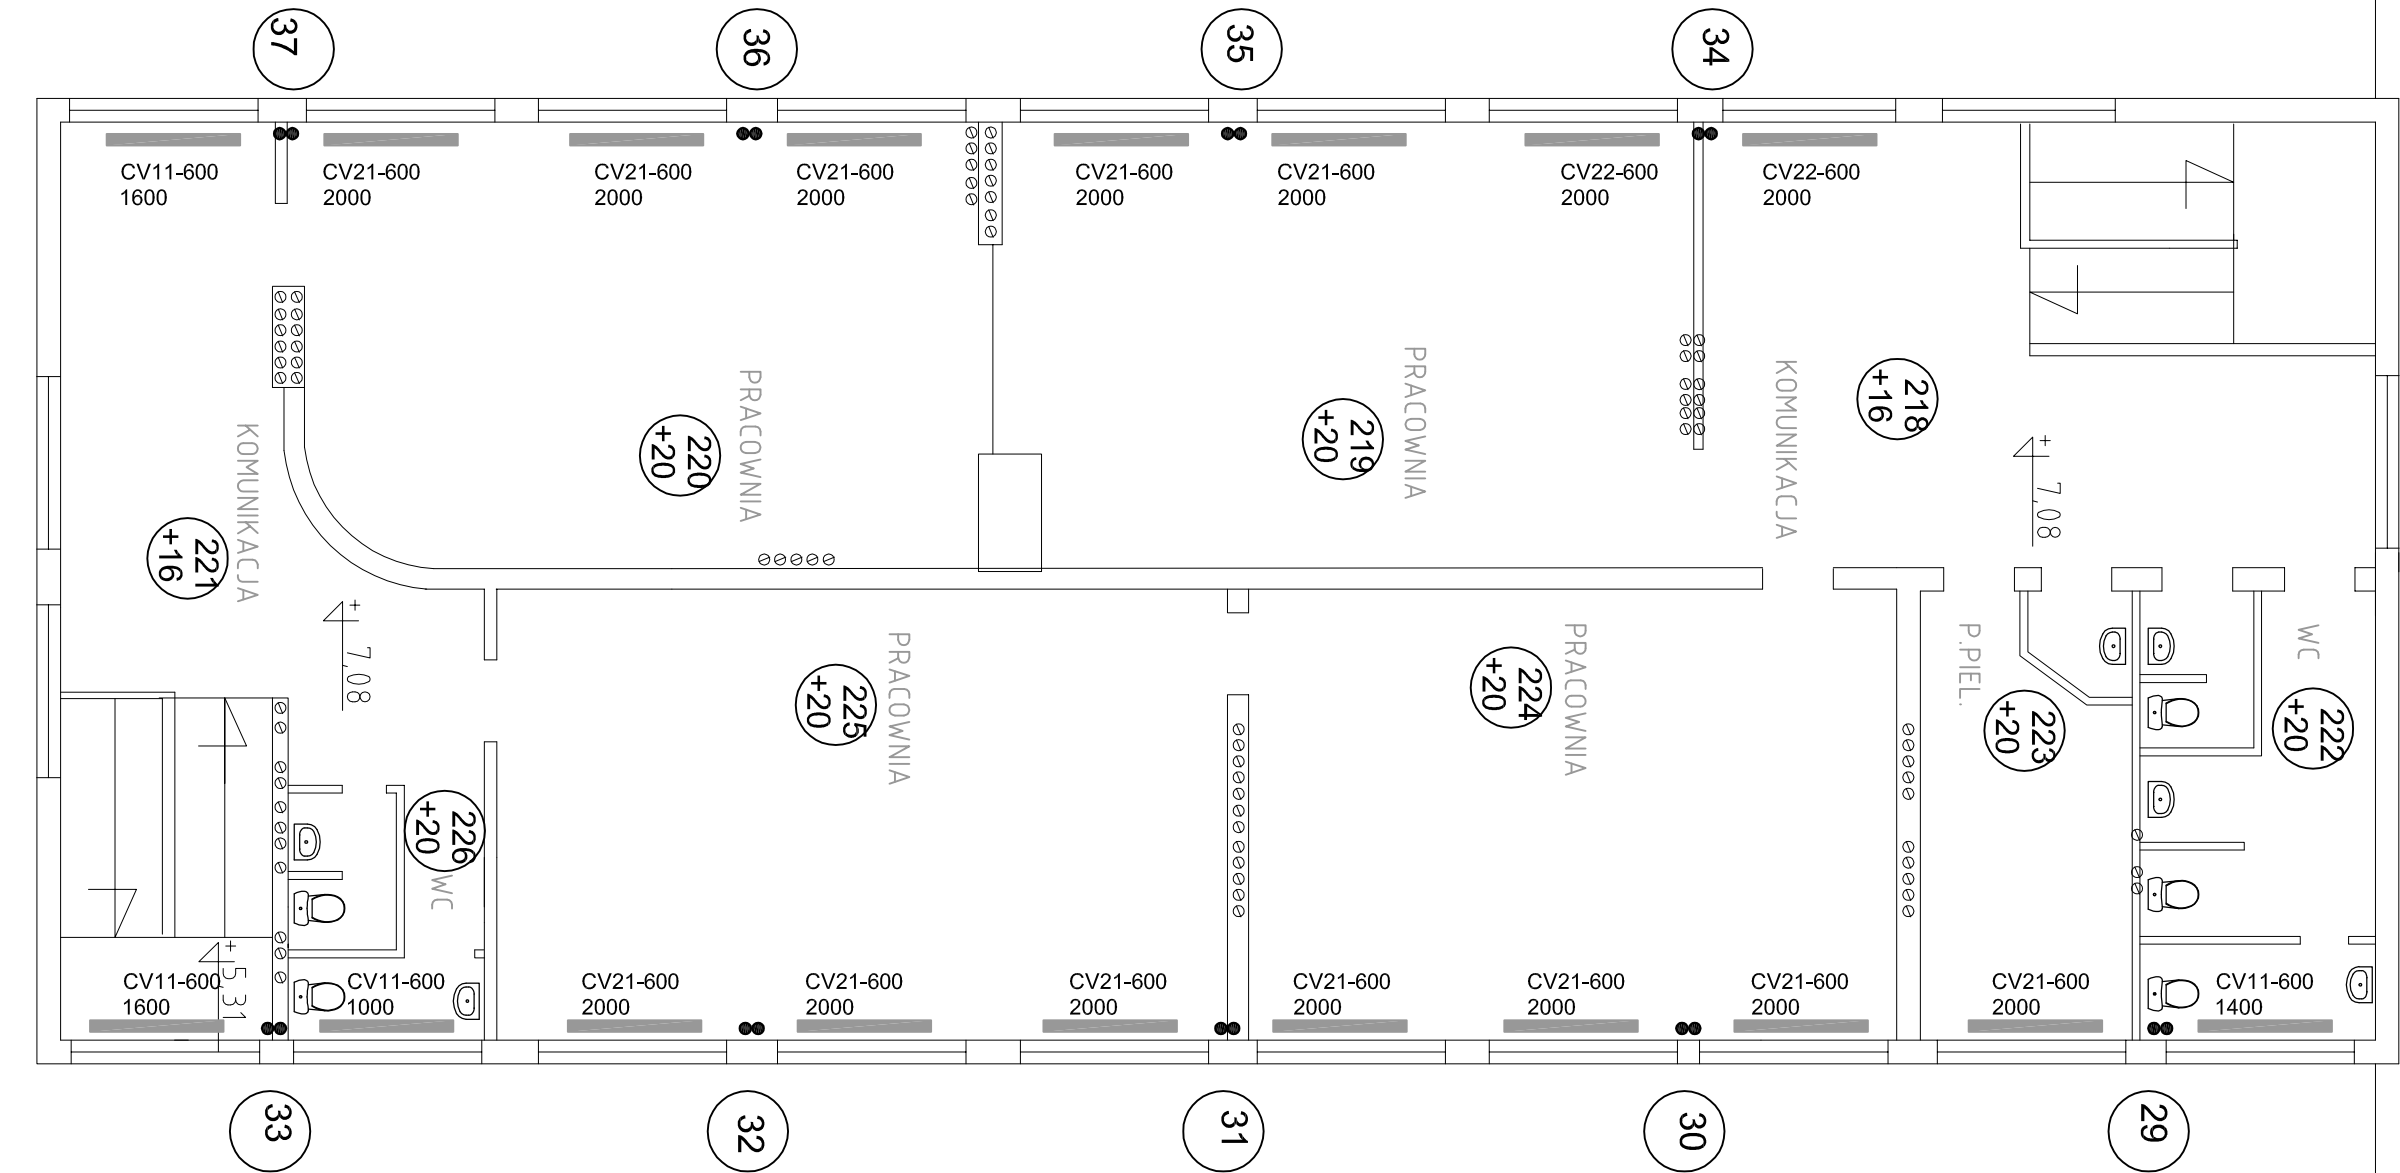 37
36
35
34
CV11-600
1600
CV21-600
2000
CV21-600
2000
CV21-600
2000
CV21-600
2000
CV21-600
2000
CV22-600
2000
CV22-600
2000
KOMUNIKACJA
221
+16
PRACOWNIA
220
+20
PRACOWNIA
219
+20
KOMUNIKACJA
218
+16
+
7,08
+
7,08
PRACOWNIA
225
+20
PRACOWNIA
224
+20
P.PIEL.
223
+20
WC
222
+20
226
+20
WC
+
5,31
CV11-600
1600
CV11-600
1000
CV21-600
2000
CV21-600
2000
CV21-600
2000
CV21-600
2000
CV21-600
2000
CV21-600
2000
CV21-600
2000
CV11-600
1400
33
32
31
30
29